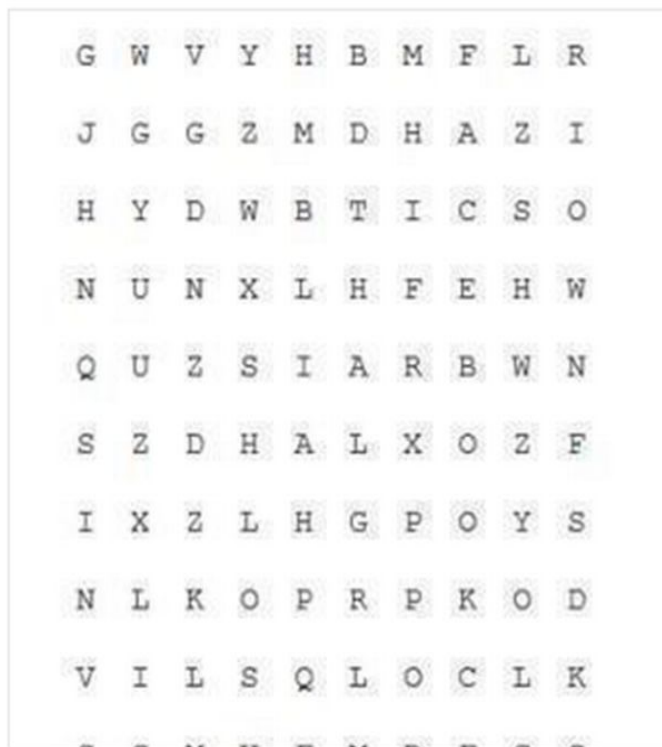 G W V Y H B M F L R
J G G Z M D H A Z I
H Y D W B T I C S O
N U N X L H F E H W
Q U Z S I A R B W N
S Z D H A L X O Z F
I X Z L H G P O Y S
N L K O P R P K O D
V I L S Q L O C L K